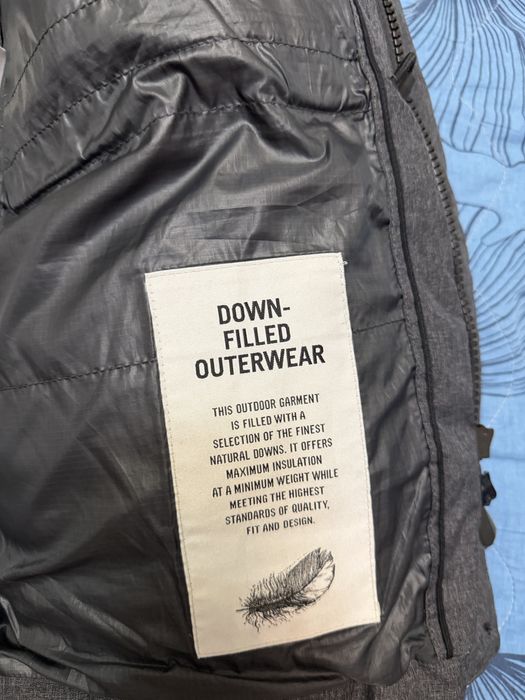 DOWN-
FILLED
OUTERWEAR
THIS OUTDOOR GARMENT
IS FILLED WITH A
SELECTION OF THE FINEST
NATURAL DOWNS. IT OFFERS
MAXIMUM INSULATION
AT A MINIMUM WEIGHT WHILE
MEETING THE HIGHEST
STANDARDS OF QUALITY,
FIT AND DESIGN.